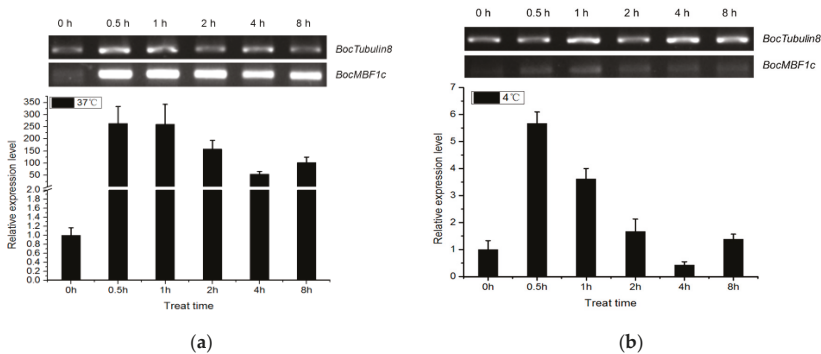 0 h 0.5 h 1 h 2 h 4 h 8 h
BocTubulin8
BocMBF1c
37℃
Relative expression level
350
300
250
200
150
100
50
2.0
1.8
1.6
1.4
1.2
1.0
0.8
0.6
0.4
0.2
0.0
0h 0.5h 1h 2h 4h 8h
Treat time
(a)
0 h 0.5 h 1 h 2 h 4 h 8 h
BocTubulin8
BocMBF1c
4℃
Relative expression level
7
6
5
4
3
2
1
0
0h 0.5h 1h 2h 4h 8h
Treat time
(b)